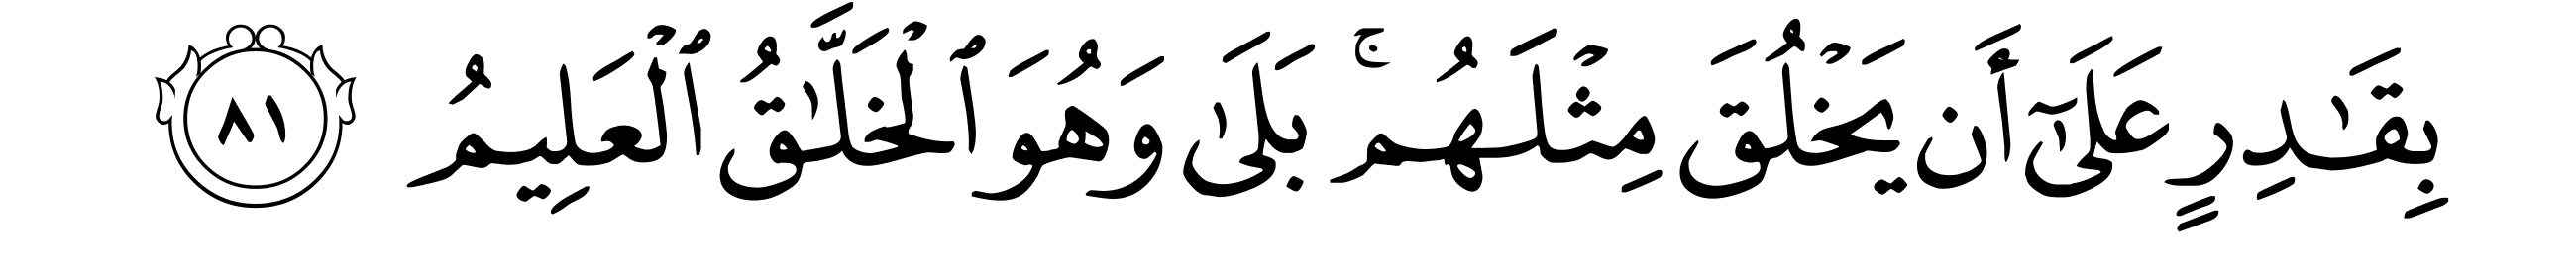 بِقَـٰدِرٍ عَلَىٰٓ أَن يَخْلُقَ مِثْلَهُم ۚ بَلَىٰ وَهُوَ ٱلْخَلَّـٰقُ ٱلْعَلِيمُ ٨١